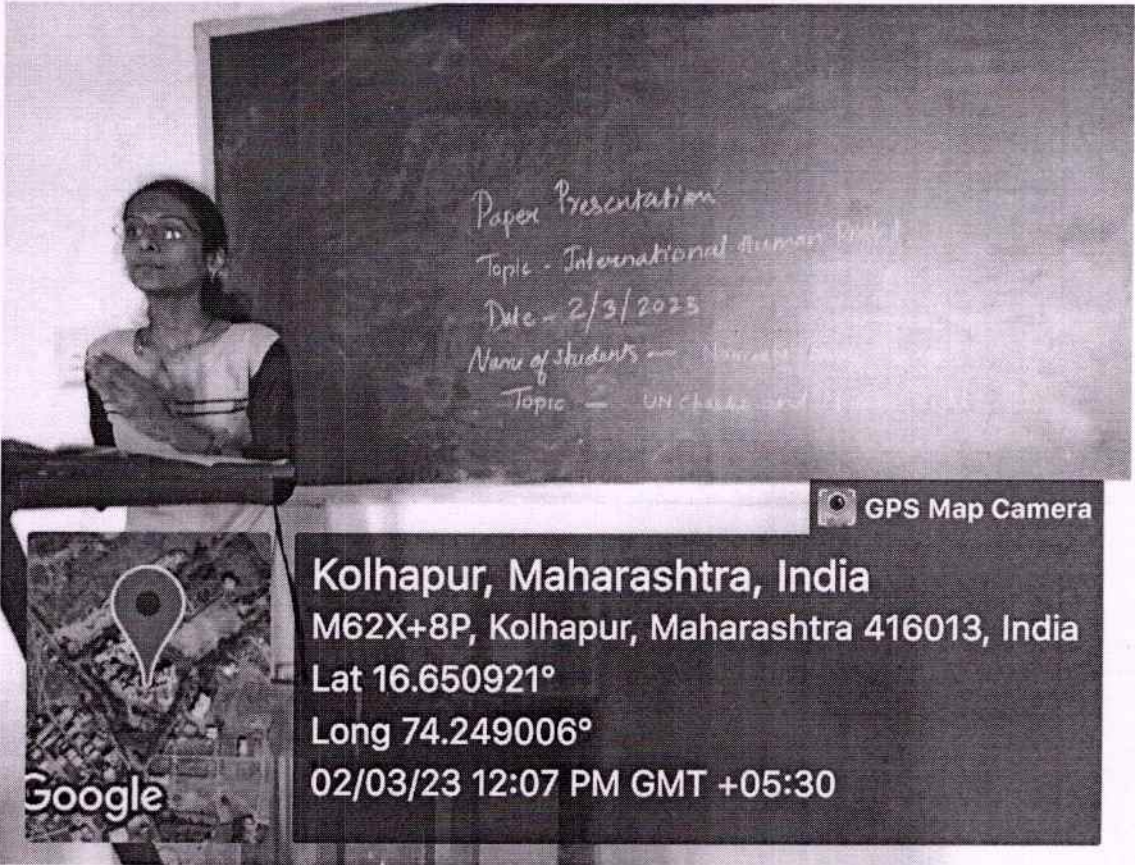 Paper Presentation
Topic - International Human
Date - 2/3/2023
Name of students -
Topic - UN and
GPS Map Camera
Kolhapur, Maharashtra, India
M62X+8P, Kolhapur, Maharashtra 416013, India
Lat 16.650921°
Long 74.249006°
02/03/23 12:07 PM GMT +05:30
Google